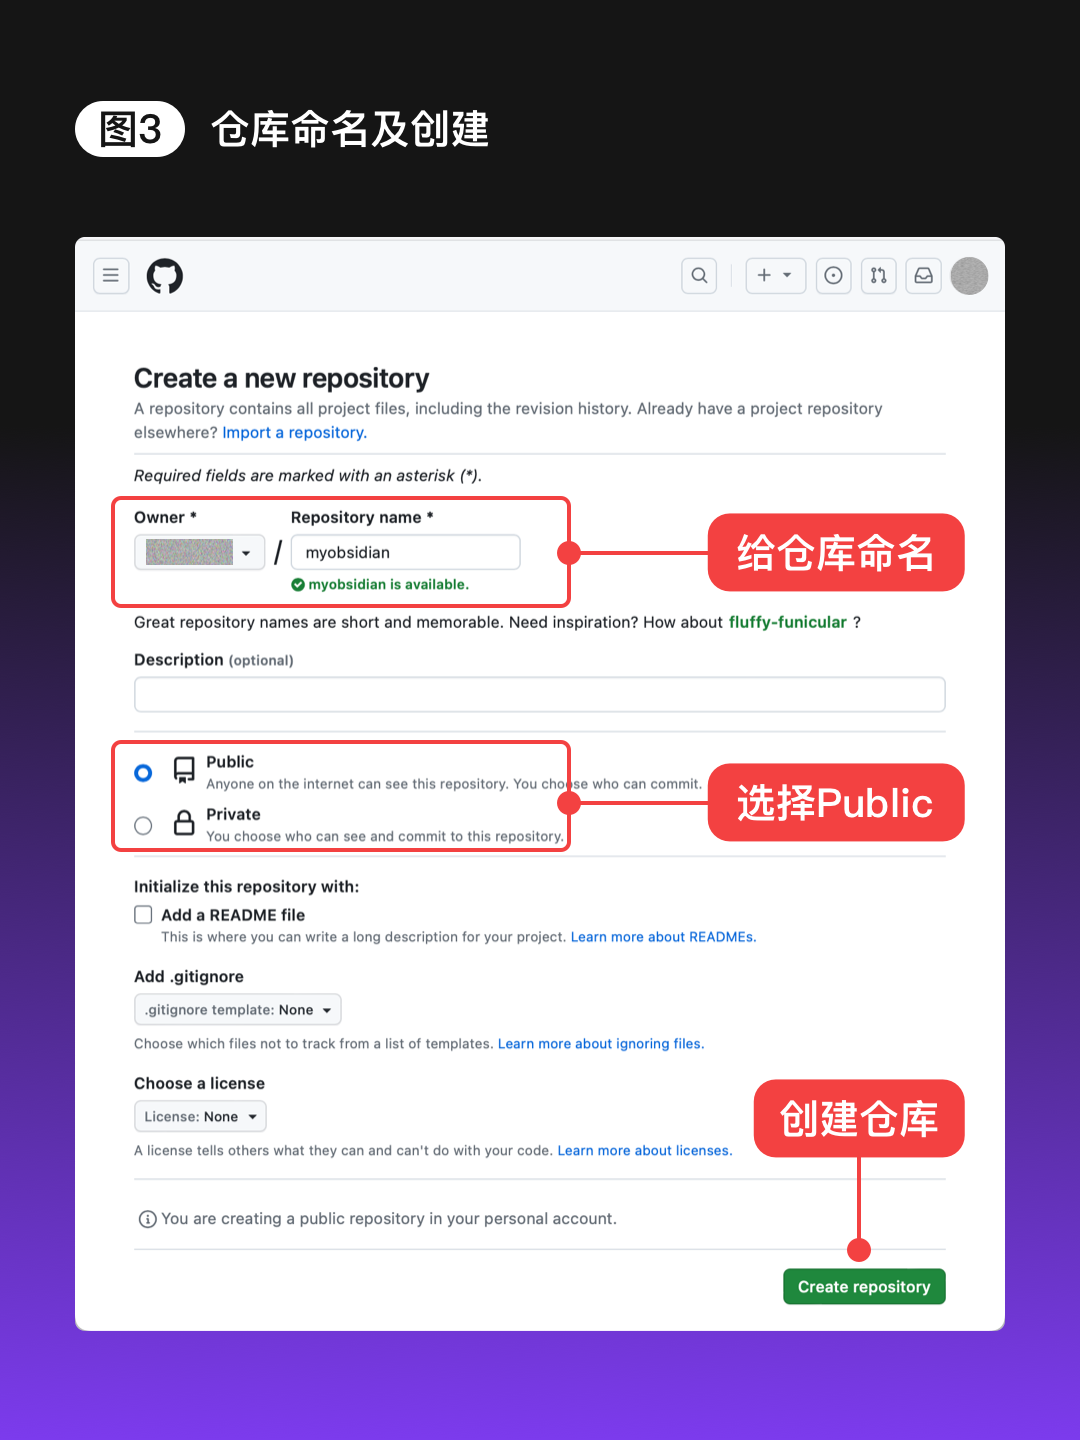 图3 仓库命名及创建
Create a new repository
A repository contains all project files, including the revision history. Already have a project repository
elsewhere? Import a repository.
Required fields are marked with an asterisk (*).
Owner * Repository name *
/ myobsidian
myobsidian is available.
给仓库命名
Great repository names are short and memorable. Need inspiration? How about fluffy-funicular ?
Description (optional)
Public
Anyone on the internet can see this repository. You choose who can commit.
Private
You choose who can see and commit to this repository.
选择Public
Initialize this repository with:
Add a README file
This is where you can write a long description for your project. Learn more about READMEs.
Add .gitignore
.gitignore template: None
Choose which files not to track from a list of templates. Learn more about ignoring files.
Choose a license
License: None
A license tells others what they can and can't do with your code. Learn more about licenses.
创建仓库
You are creating a public repository in your personal account.
Create repository